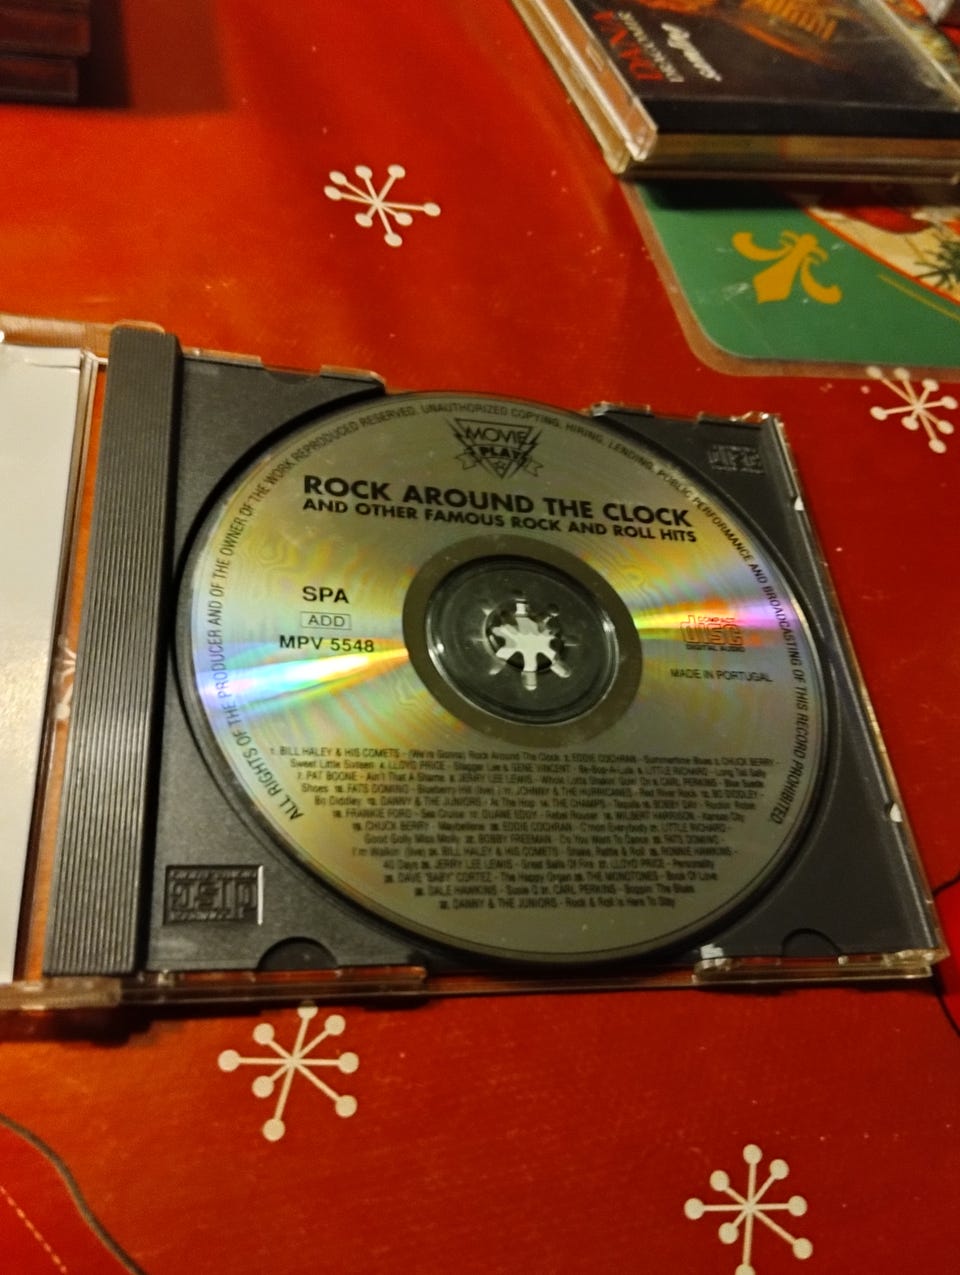 ALL RIGHTS OF THE PRODUCER AND OF THE OWNER OF THE WORK REPRODUCED RESERVED. UNAUTHORIZED COPYING, HIRING, LENDING, PUBLIC PERFORMANCE AND BROADCASTING OF THIS RECORD PROHIBITED
MOVIE
PLAY
ROCK AROUND THE CLOCK
AND OTHER FAMOUS ROCK AND ROLL HITS
SPA
ADD
MPV 5548
COMPACT
disc
DIGITAL AUDIO
MADE IN PORTUGAL
1. BILL HALEY & HIS COMETS - (We're Gonna) Rock Around The Clock 2. EDDIE COCHRAN - Summertime Blues 3. CHUCK BERRY -
Sweet Little Sixteen 4. LLOYD PRICE - Stagger Lee 5. GENE VINCENT - Be-Bop-A-Lula 6. LITTLE RICHARD - Long Tall Sally
7. PAT BOONE - Ain't That A Shame 8. JERRY LEE LEWIS - Whole Lotta Shakin' Goin' On 9. CARL PERKINS - Blue Suede
Shoes 10. FATS DOMINO - Blueberry Hill (live) 11. JOHNNY & THE HURRICANES - Red River Rock 12. BO DIDDLEY -
Bo Diddley 13. DANNY & THE JUNIORS - At The Hop 14. THE CHAMPS - Tequila 15. BOBBY DAY - Rockin' Robin
16. FRANKIE FORD - Sea Cruise 17. DUANE EDDY - Rebel Rouser 18. WILBERT HARRISON - Kansas City
19. CHUCK BERRY - Maybellene 20. EDDIE COCHRAN - C'mon Everybody 21. LITTLE RICHARD -
Good Golly Miss Molly 22. BOBBY FREEMAN - Do You Want To Dance 23. FATS DOMINO -
I'm Walkin' (live) 24. BILL HALEY & HIS COMETS - Shake, Rattle & Roll 25. RONNIE HAWKINS -
40 Days 26. JERRY LEE LEWIS - Great Balls Of Fire 27. LLOYD PRICE - Personality
28. DAVE "BABY" CORTEZ - The Happy Organ 29. THE MONOTONES - Book Of Love
30. DALE HAWKINS - Susie Q 31. CARL PERKINS - Boppin' The Blues
32. DANNY & THE JUNIORS - Rock & Roll Is Here To Stay
disc